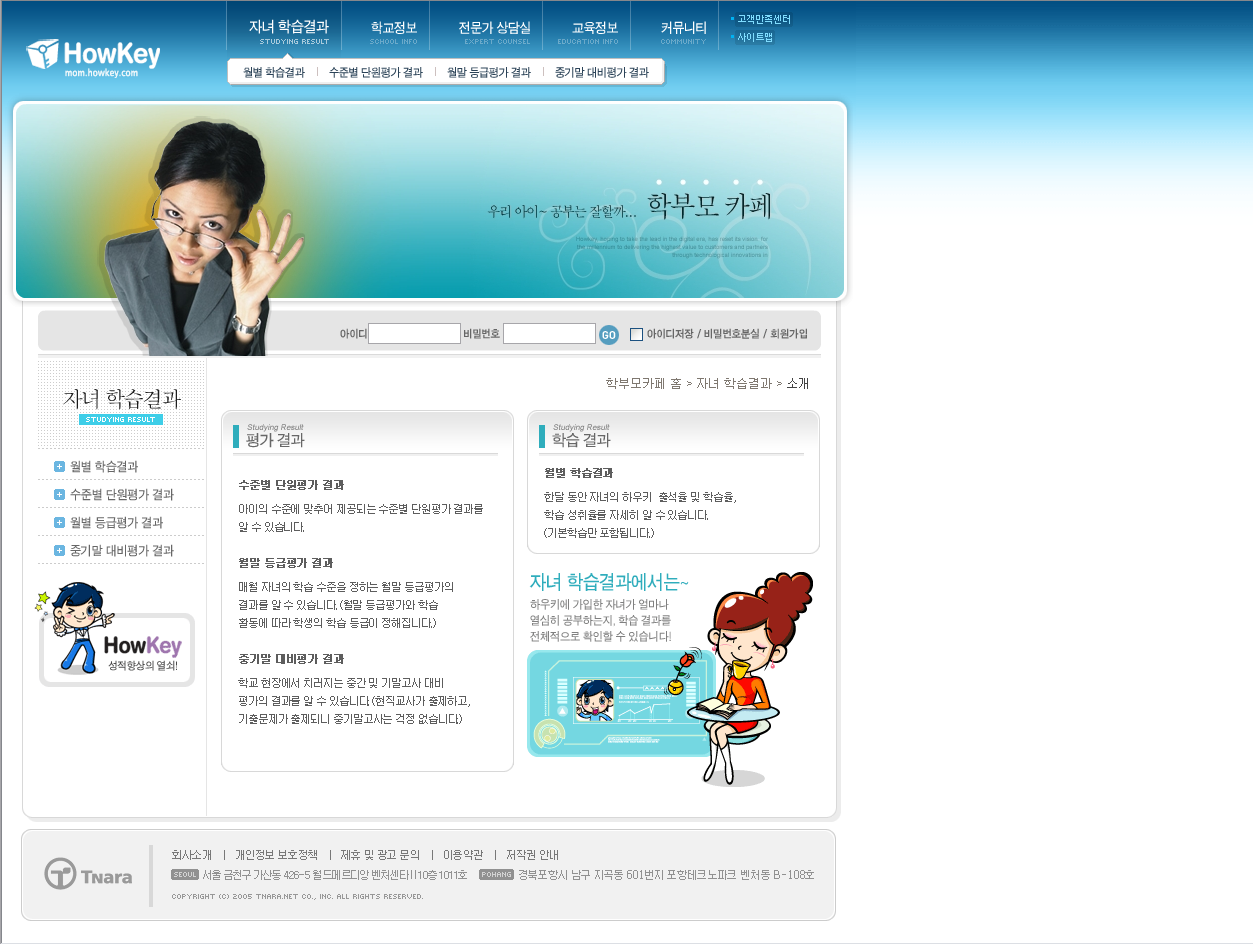 HowKey
mom.howkey.com
자녀 학습결과
STUDYING RESULT
학교정보
SCHOOL INFO
전문가 상담실
EXPERT COUNSEL
교육정보
EDUCATION INFO
커뮤니티
COMMUNITY
고객만족센터
사이트맵
월별 학습결과
수준별 단원평가 결과
월말 등급평가 결과
중기말 대비평가 결과
우리 아이~ 공부는 잘할까... 학부모 카페
아이디
비밀번호
GO
아이디저장 / 비밀번호분실 / 회원가입
자녀 학습결과
STUDYING RESULT
월별 학습결과
수준별 단원평가 결과
월별 등급평가 결과
중기말 대비평가 결과
HowKey
성적향상의 열쇠!
학부모카페 홈 > 자녀 학습결과 > 소개
Studying Result
평가 결과
수준별 단원평가 결과
아이의 수준에 맞추어 제공되는 수준별 단원평가 결과를
알 수 있습니다.
월말 등급평가 결과
매월 자녀의 학습 수준을 정하는 월말 등급평가의
결과를 알 수 있습니다. (월말 등급평가와 학습
활동에 따라 학생의 학습 등급이 정해집니다.)
중기말 대비평가 결과
학교 현장에서 치러지는 중간 및 기말고사 대비
평가의 결과를 알 수 있습니다.(현직교사가 출제하고,
기출문제가 출제되니 중기말고사는 걱정 없습니다)
Studying Result
학습 결과
월별 학습결과
한달 동안 자녀의 하우키 출석율 및 학습율,
학습 성취율를 자세히 알 수 있습니다.
(기본학습만 포함됩니다.)
자녀 학습결과에서는~
하우키에 가입한 자녀가 얼마나
열심히 공부하는지, 학습 결과를
전체적으로 확인할 수 있습니다!
Tnara
회사소개 | 개인정보 보호정책 | 제휴 및 광고 문의 | 이용약관 | 저작권 안내
SEOUL 서울 금천구 가산동 426-5 월드메르디앙 벤처센타II 10층 1011호 POHANG 경북포항시 남구 지곡동 601번지 포항테크노파크 벤처동 B-108호
COPYRIGHT (C) 2005 TNARA.NET CO., INC. ALL RIGHTS RESERVED.